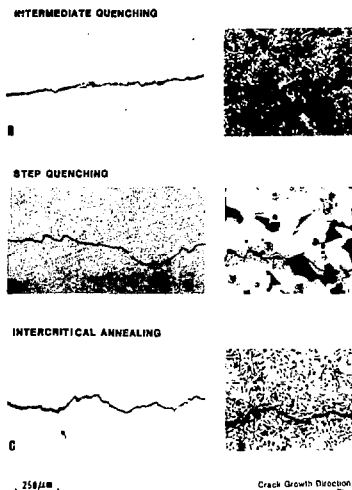 INTERMEDIATE QUENCHING
STEP QUENCHING
INTERCRITICAL ANNEALING
C
250μm
Crack Growth Direction